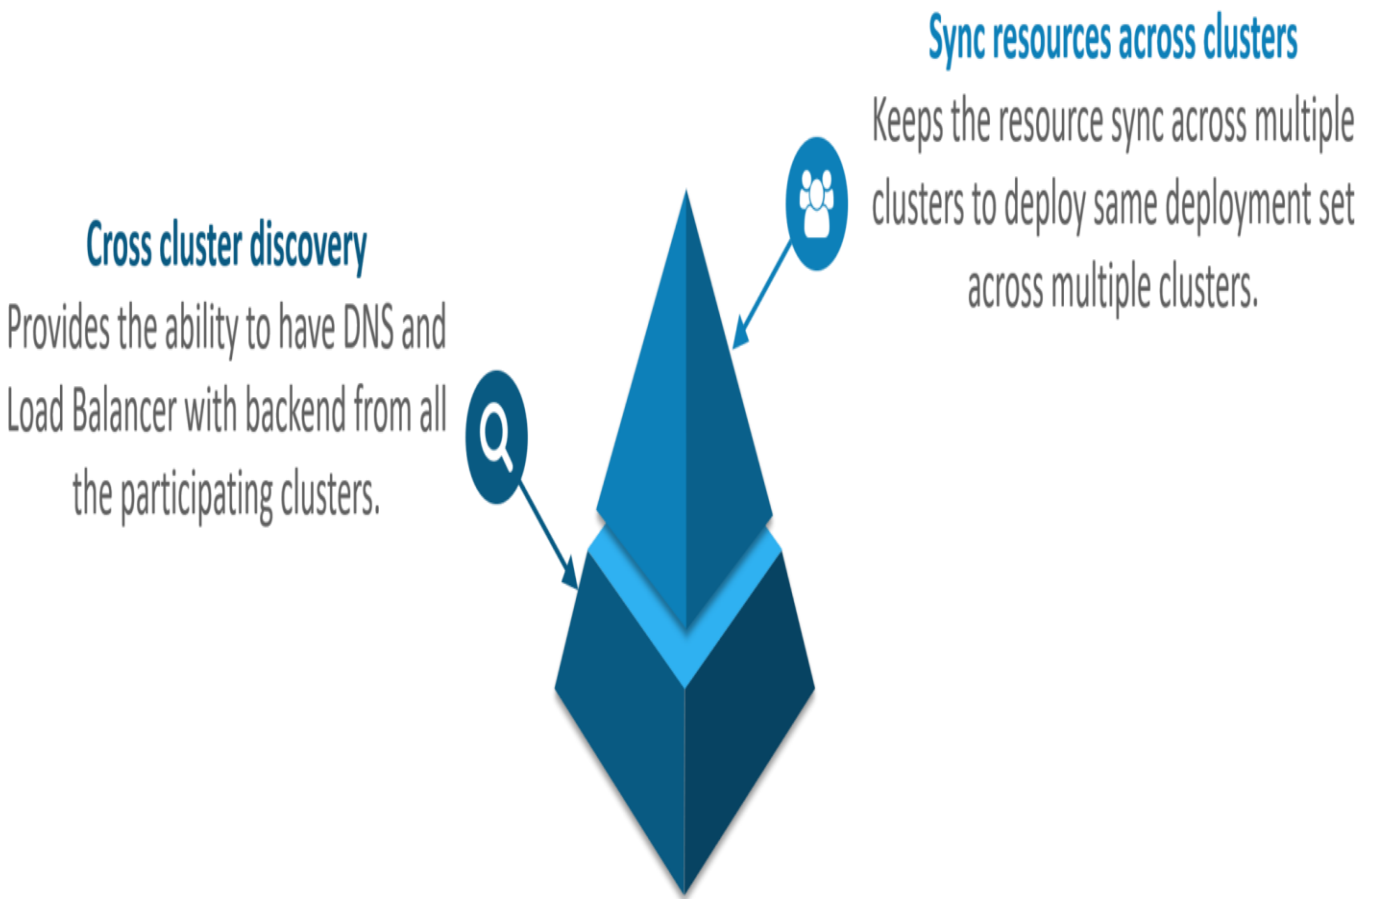 Sync resources across clusters
Keeps the resource sync across multiple
clusters to deploy same deployment set
across multiple clusters.
Cross cluster discovery
Provides the ability to have DNS and
Load Balancer with backend from all
the participating clusters.